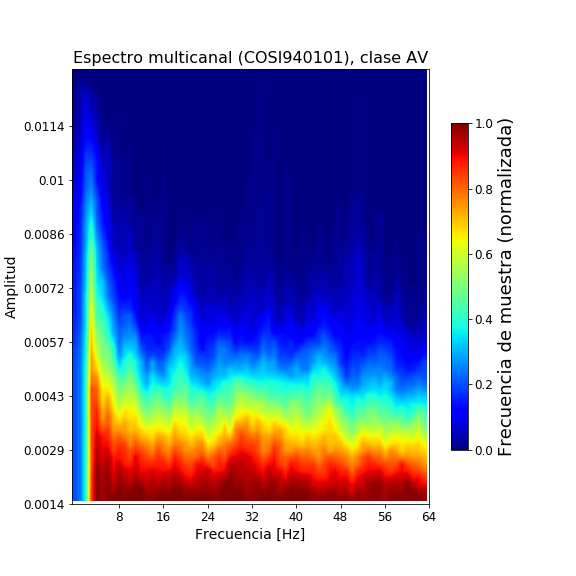 Espectro multicanal (COSI940101), clase AV
Amplitud
0.0114
0.01
0.0086
0.0072
0.0057
0.0043
0.0029
0.0014
8 16 24 32 40 48 56 64
Frecuencia [Hz]
1.0
0.8
0.6
0.4
0.2
0.0
Frecuencia de muestra (normalizada)